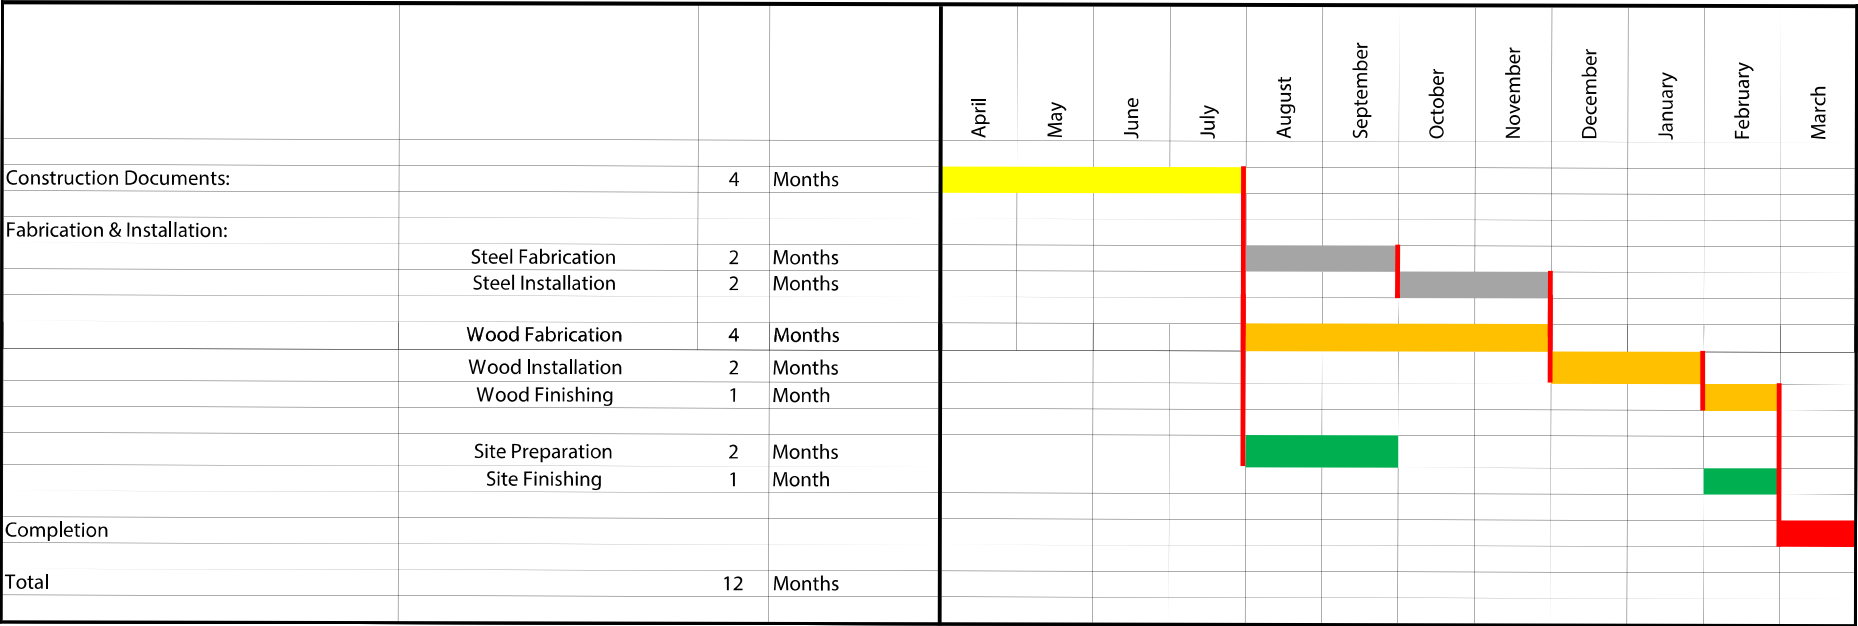 April May June July August September October November December January February March
Construction Documents: 4 Months
Fabrication & Installation:
Steel Fabrication 2 Months
Steel Installation 2 Months
Wood Fabrication 4 Months
Wood Installation 2 Months
Wood Finishing 1 Month
Site Preparation 2 Months
Site Finishing 1 Month
Completion
Total 12 Months